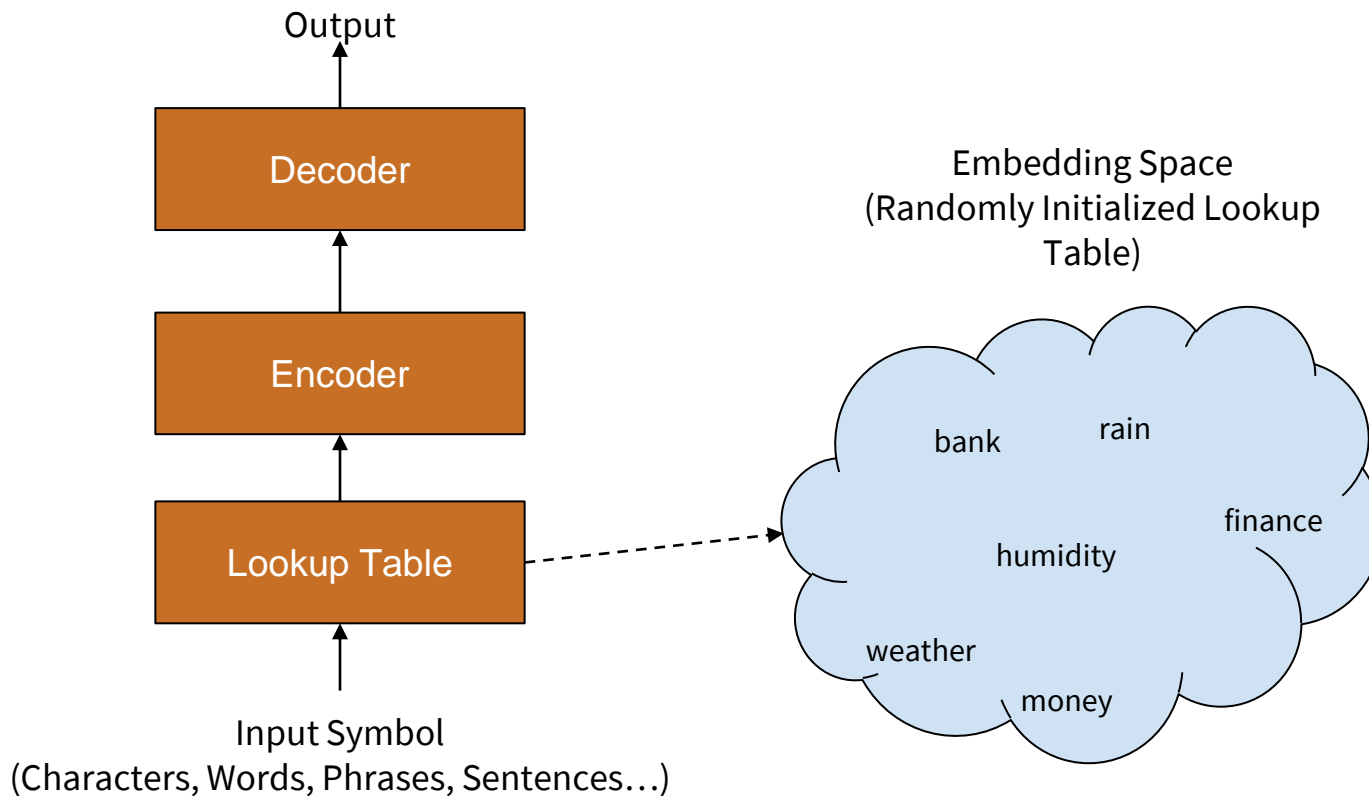 Output
Decoder
Encoder
Lookup Table
Input Symbol
(Characters, Words, Phrases, Sentences…)
Embedding Space
(Randomly Initialized Lookup
Table)
bank
rain
finance
humidity
weather
money